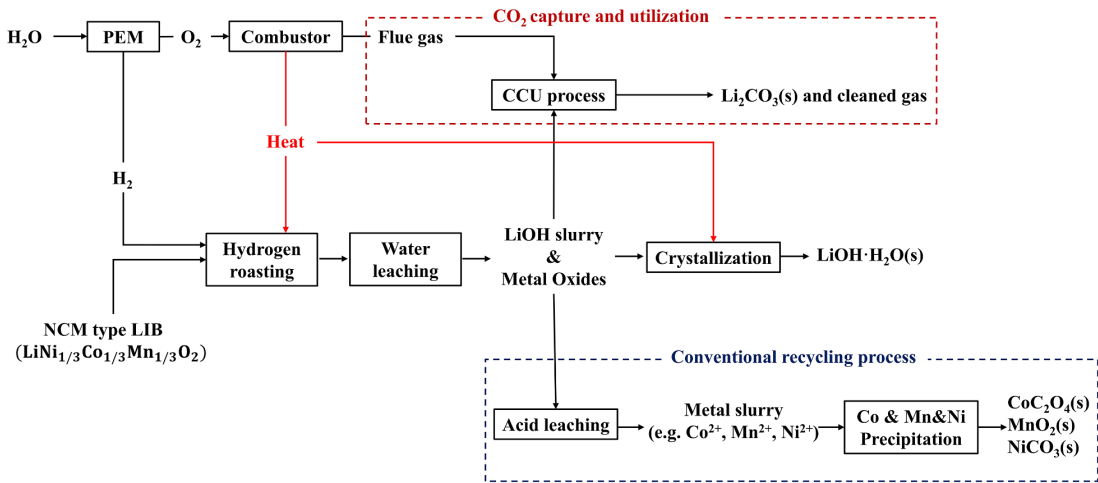 CO₂ capture and utilization
H₂O
PEM
O₂
Combustor
Flue gas
CCU process
Li₂CO₃(s) and cleaned gas
Heat
H₂
Hydrogen
roasting
Water
leaching
LiOH slurry
&
Metal Oxides
Crystallization
LiOH·H₂O(s)
NCM type LIB
(LiNi₁/₃Co₁/₃Mn₁/₃O₂)
Conventional recycling process
Acid leaching
Metal slurry
(e.g. Co²⁺, Mn²⁺, Ni²⁺)
Co & Mn&Ni
Precipitation
CoC₂O₄(s)
MnO₂(s)
NiCO₃(s)